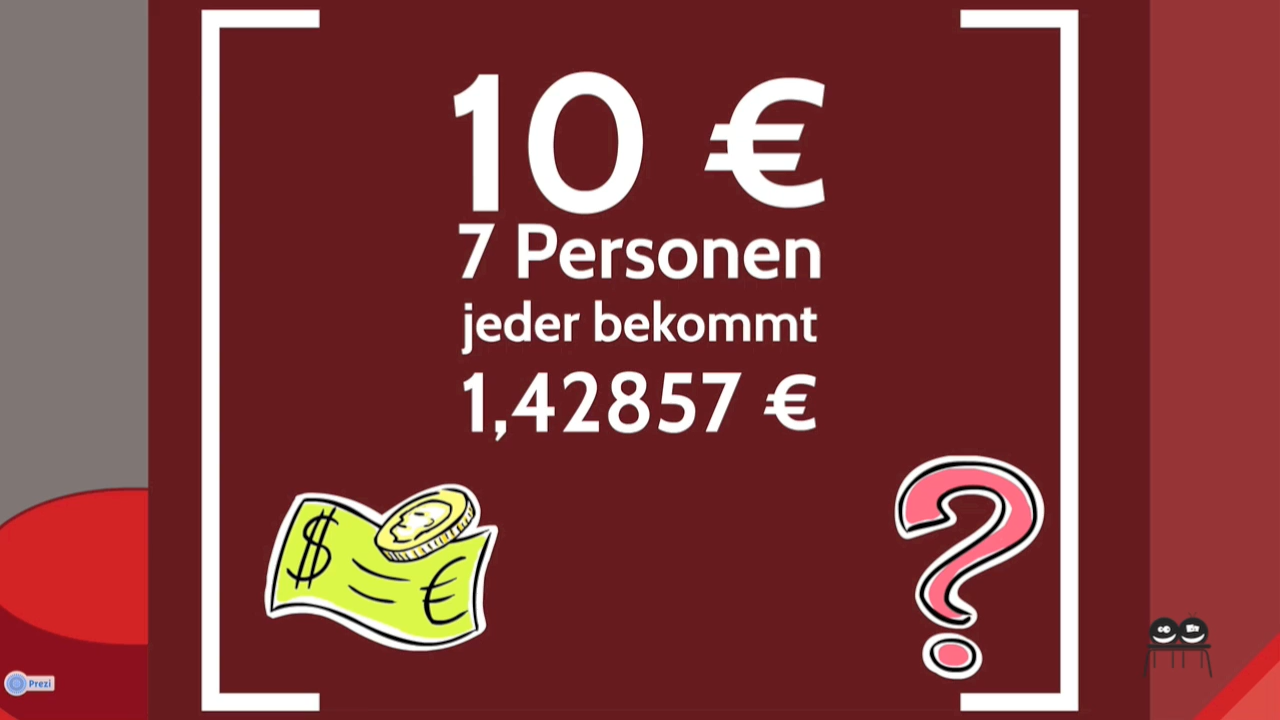 10 €
7 Personen
jeder bekommt
1,42857 €
$
€
Prezi